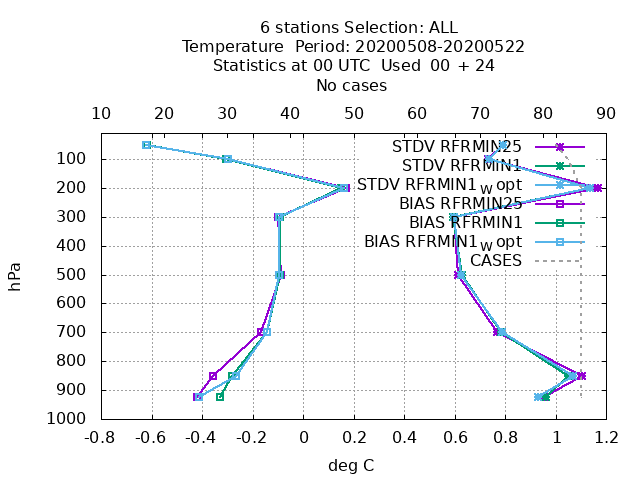 6 stations Selection: ALL
Temperature  Period: 20200508-20200522
Statistics at 00 UTC  Used  00 + 24
No cases
10 20 30 40 50 60 70 80 90
STDV RFRMIN25
STDV RFRMIN1
STDV RFRMIN1w opt
BIAS RFRMIN25
BIAS RFRMIN1
BIAS RFRMIN1w opt
CASES
hPa
100
200
300
400
500
600
700
800
900
1000
-0.8 -0.6 -0.4 -0.2 0 0.2 0.4 0.6 0.8 1 1.2
deg C